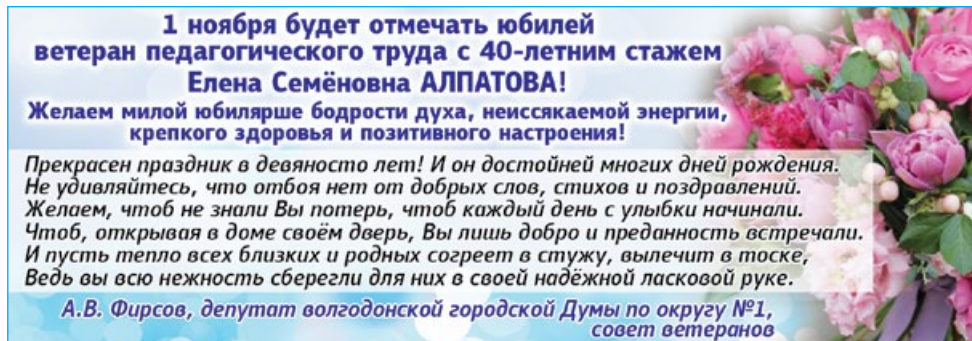 1 ноября будет отмечать юбилей
ветеран педагогического труда с 40-летним стажем
Елена Семёновна АЛПАТОВА!
Желаем милой юбилярше бодрости духа, неиссякаемой энергии,
крепкого здоровья и позитивного настроения!
Прекрасен праздник в девяносто лет! И он достойней многих дней рождения.
Не удивляйтесь, что отбоя нет от добрых слов, стихов и поздравлений.
Желаем, чтоб не знали Вы потерь, чтоб каждый день с улыбки начинали.
Чтоб, открывая в доме своём дверь, Вы лишь добро и преданность встречали.
И пусть тепло всех близких и родных согреет в стужу, вылечит в тоске,
Ведь вы всю нежность сберегли для них в своей надёжной ласковой руке.
А.В. Фирсов, депутат волгодонской городской Думы по округу №1,
совет ветеранов